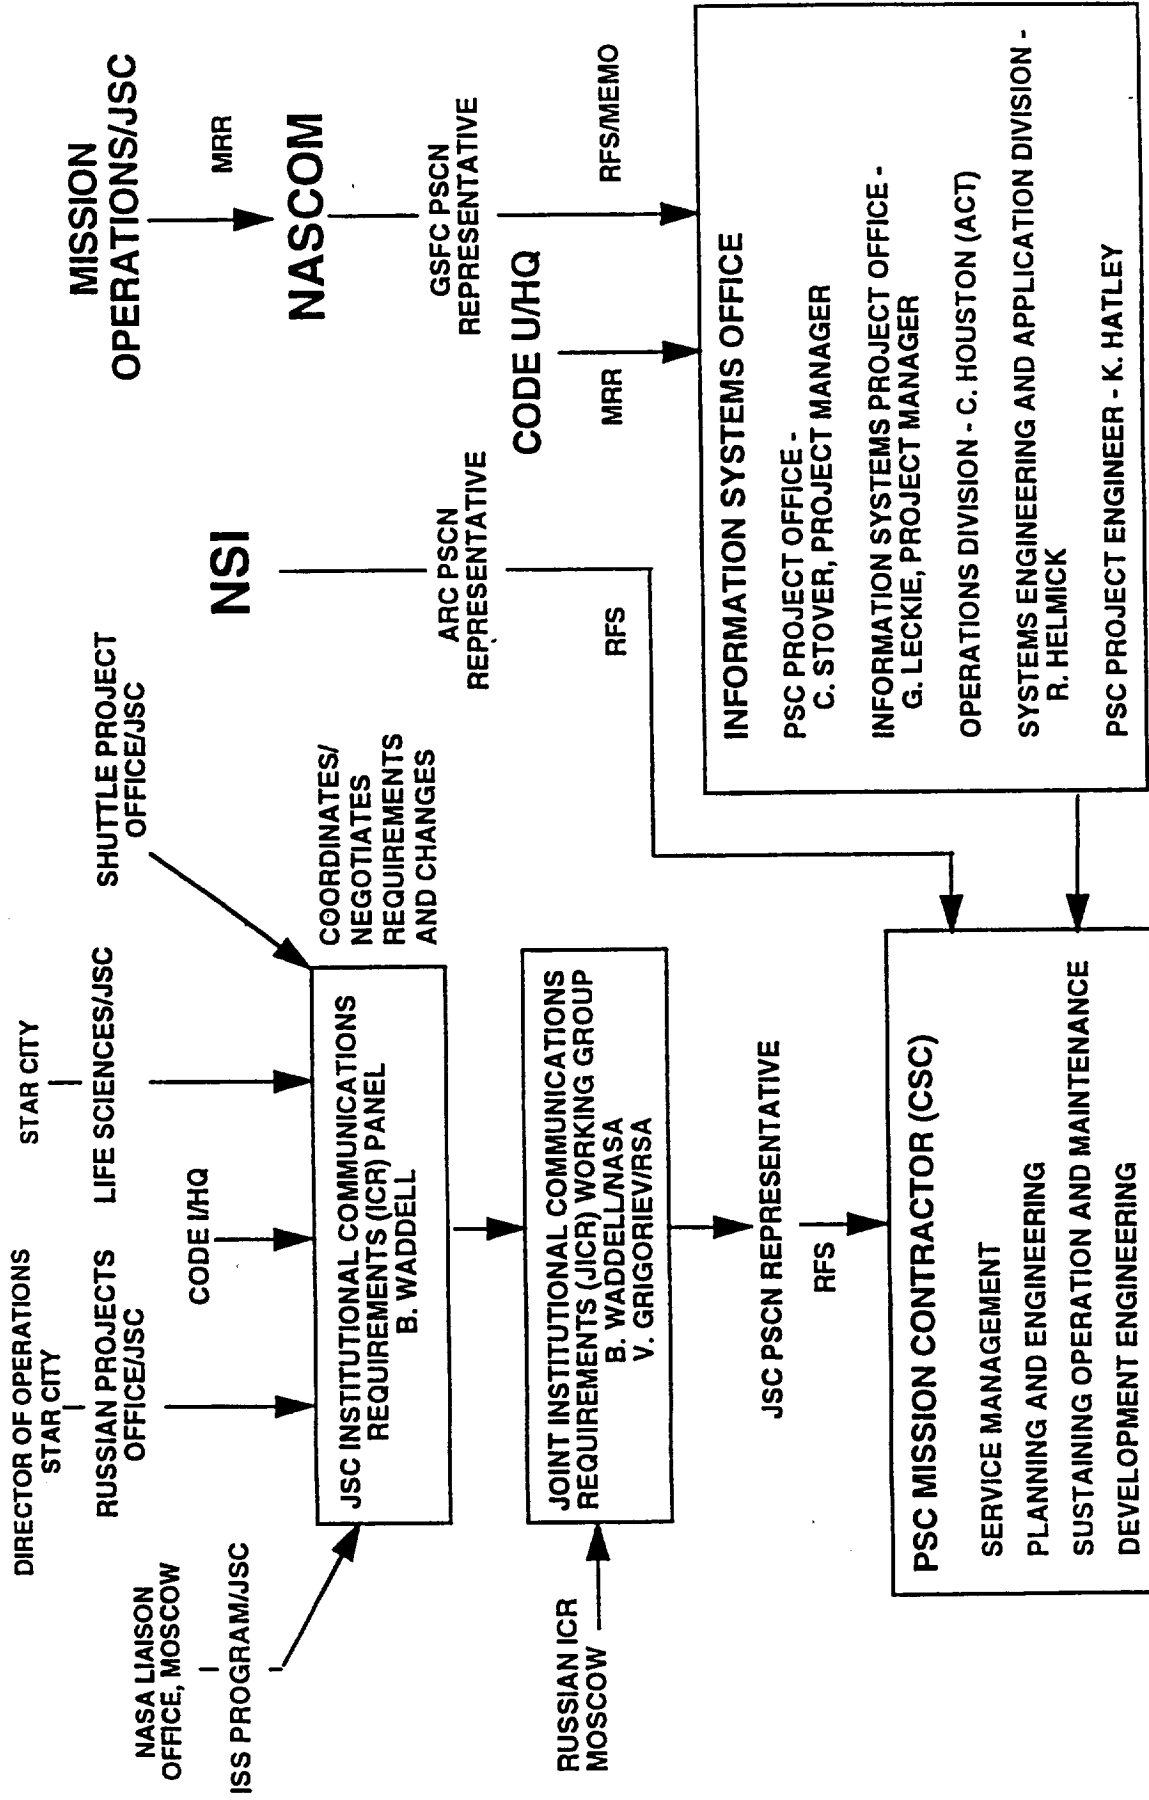 DIRECTOR OF OPERATIONS
STAR CITY
STAR CITY
NASA LIAISON
OFFICE, MOSCOW
ISS PROGRAM/JSC
RUSSIAN PROJECTS
OFFICE/JSC
CODE I/HQ
LIFE SCIENCES/JSC
SHUTTLE PROJECT
OFFICE/JSC
JSC INSTITUTIONAL COMMUNICATIONS
REQUIREMENTS (ICR) PANEL
B. WADDELL
COORDINATES/
NEGOTIATES
REQUIREMENTS
AND CHANGES
RUSSIAN ICR
MOSCOW
JOINT INSTITUTIONAL COMMUNICATIONS
REQUIREMENTS (JICR) WORKING GROUP
B. WADDELL/NASA
V. GRIGORIEV/RSA
JSC PSCN REPRESENTATIVE
RFS
PSC MISSION CONTRACTOR (CSC)
SERVICE MANAGEMENT
PLANNING AND ENGINEERING
SUSTAINING OPERATION AND MAINTENANCE
DEVELOPMENT ENGINEERING
NSI
ARC PSCN
REPRESENTATIVE
RFS
MISSION
OPERATIONS/JSC
MRR
NASCOM
GSFC PSCN
REPRESENTATIVE
RFS/MEMO
CODE U/HQ
MRR
INFORMATION SYSTEMS OFFICE
PSC PROJECT OFFICE -
C. STOVER, PROJECT MANAGER
INFORMATION SYSTEMS PROJECT OFFICE -
G. LECKIE, PROJECT MANAGER
OPERATIONS DIVISION - C. HOUSTON (ACT)
SYSTEMS ENGINEERING AND APPLICATION DIVISION -
R. HELMICK
PSC PROJECT ENGINEER - K. HATLEY